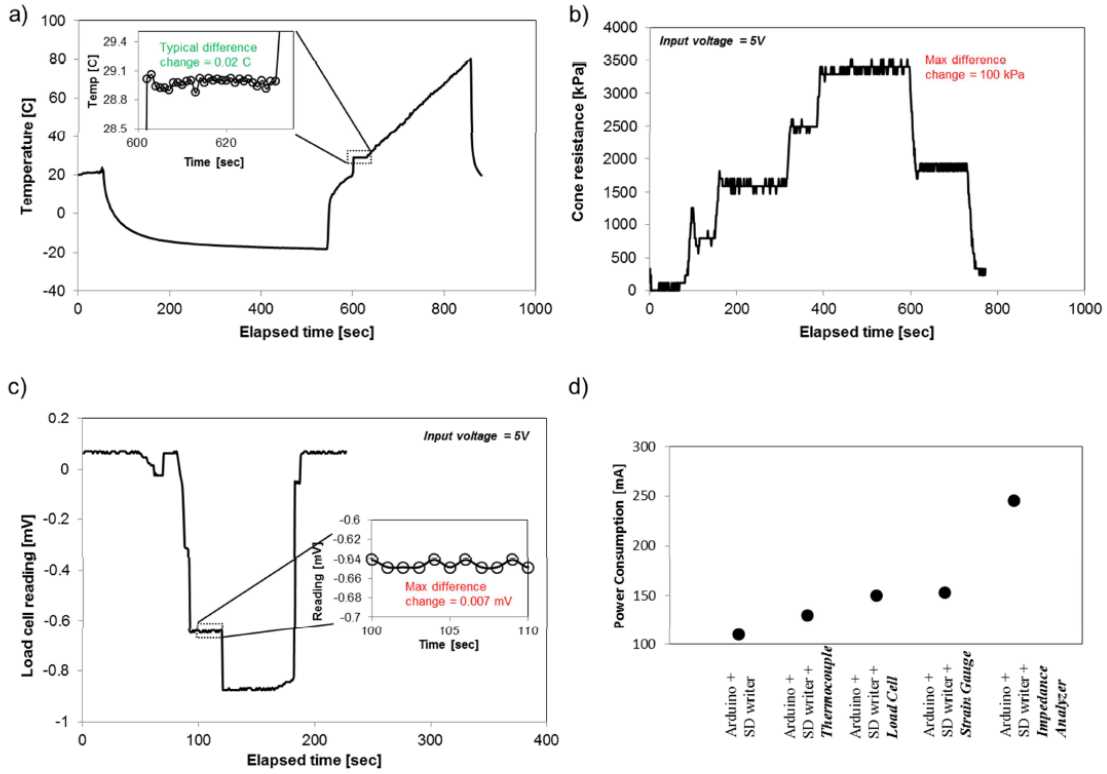 a)
100
80
60
40
20
0
-20
-40
Temperature [C]
0
200
400
600
800
1000
Elapsed time [sec]
29.4
29.1
28.8
28.5
Temp [C]
Typical difference
change = 0.02 C
600
620
Time [sec]
b)
4000
3500
3000
2500
2000
1500
1000
500
0
Cone resistance [kPa]
Input voltage = 5V
Max difference
change = 100 kPa
0
200
400
600
800
1000
Elapsed time [sec]
c)
0.2
0
-0.2
-0.4
-0.6
-0.8
-1
Load cell reading [mV]
Input voltage = 5V
0
100
200
300
400
Elapsed time [sec]
-0.6
-0.62
-0.64
-0.66
-0.68
-0.7
Reading [mV]
Max difference
change = 0.007 mV
100
105
110
Time [sec]
d)
300
250
200
150
100
Power Consumption [mA]
Arduino +
SD writer
Arduino +
SD writer +
Thermocouple
Arduino +
SD writer +
Load Cell
Arduino +
SD writer +
Strain Gauge
Arduino +
SD writer +
Impedance
Analyzer